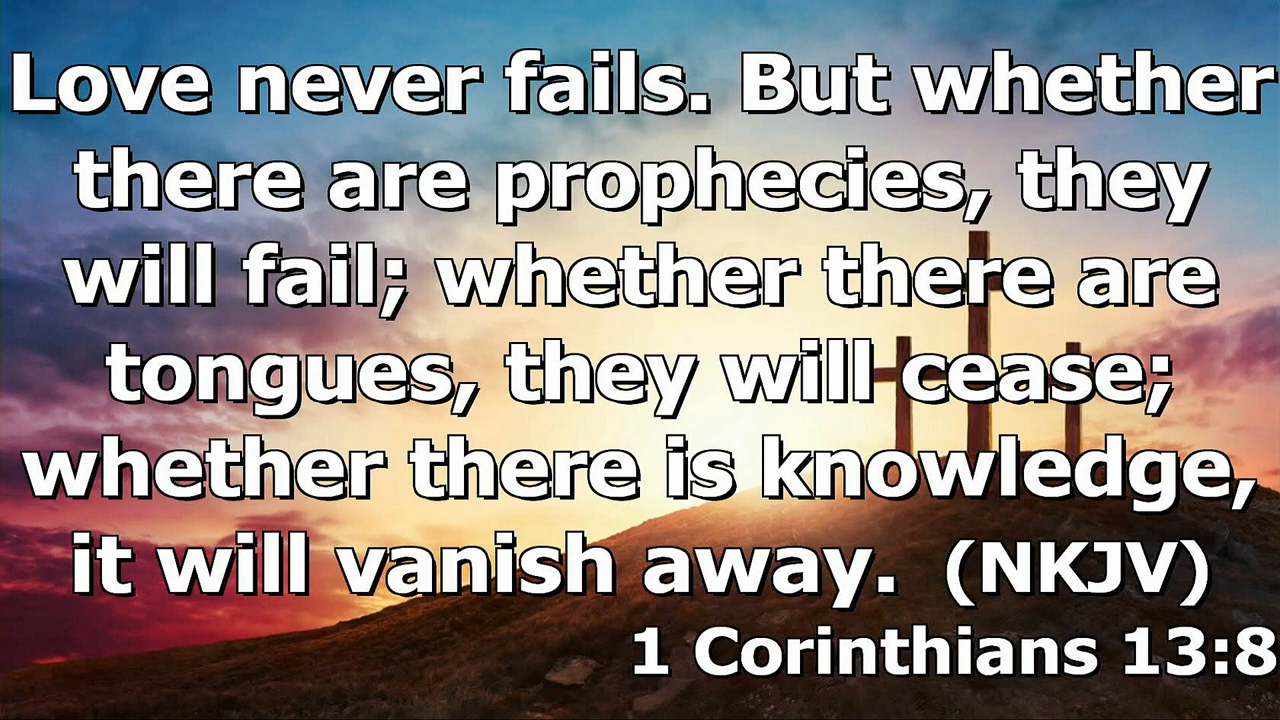 Love never fails. But whether
there are prophecies, they
will fail; whether there are
tongues, they will cease;
whether there is knowledge,
it will vanish away. (NKJV)
1 Corinthians 13:8